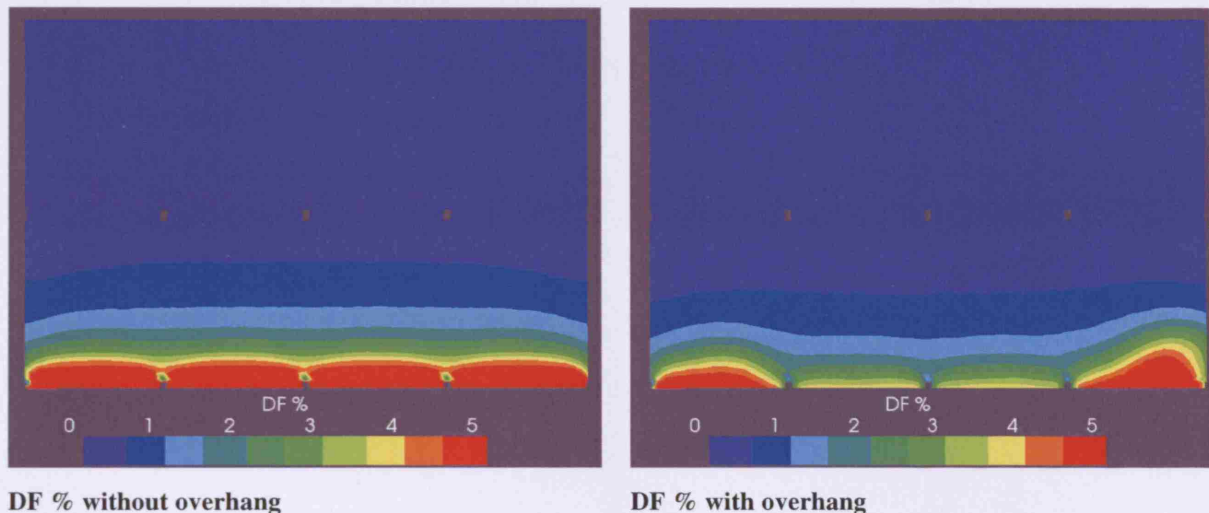 DF %
0 1 2 3 4 5
DF % without overhang
DF %
0 1 2 3 4 5
DF % with overhang